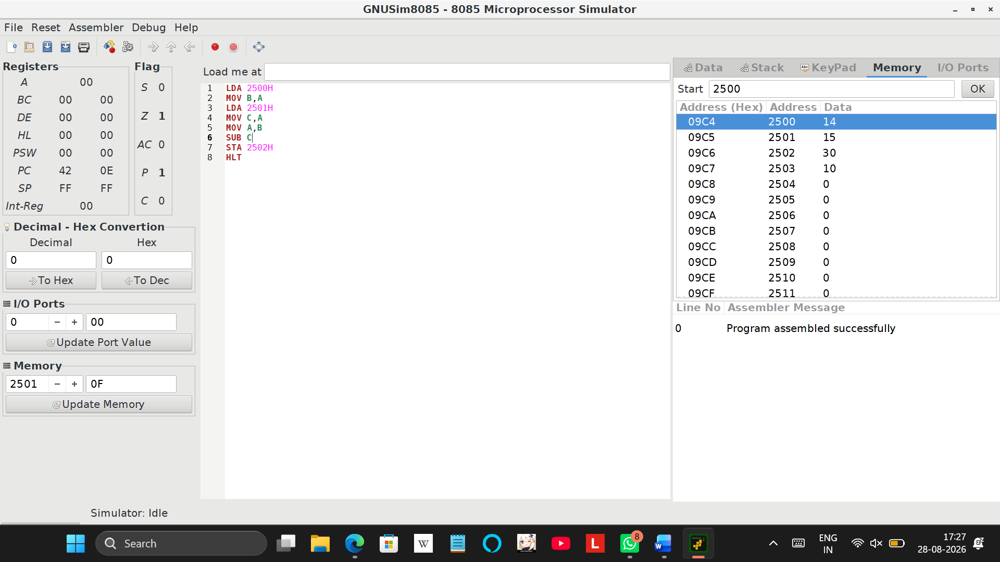 GNUSim8085 - 8085 Microprocessor Simulator
File Reset Assembler Debug Help
Registers
A 00
BC 00 00
DE 00 00
HL 00 00
PSW 00 00
PC 42 0E
SP FF FF
Int-Reg 00
Flag
S 0
Z 1
AC 0
P 1
C 0
Decimal - Hex Convertion
Decimal Hex
0 0
To Hex To Dec
I/O Ports
0 − + 00
Update Port Value
Memory
2501 − + 0F
Update Memory
Load me at
1 LDA 2500H
2 MOV B,A
3 LDA 2501H
4 MOV C,A
5 MOV A,B
6 SUB C
7 STA 2502H
8 HLT
Data Stack Abc KeyPad Memory I/O Ports
Start 2500 OK
Address (Hex) Address Data
09C4 2500 14
09C5 2501 15
09C6 2502 30
09C7 2503 10
09C8 2504 0
09C9 2505 0
09CA 2506 0
09CB 2507 0
09CC 2508 0
09CD 2509 0
09CE 2510 0
09CF 2511 0
Line No Assembler Message
0 Program assembled successfully
Simulator: Idle
Search
W
L
8
W
ENG
IN
17:27
28-08-2026